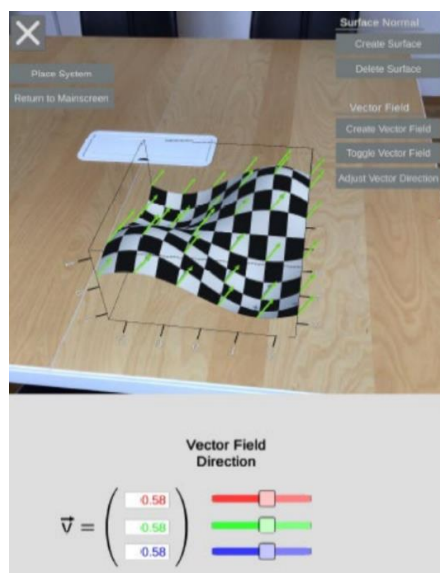 Surface Normal
Create Surface
Delete Surface
Place System
Return to Mainscreen
Vector Field
Create Vector Field
Toggle Vector Field
Adjust Vector Direction
Vector Field
Direction
v⃗ =
0.58
0.58
0.58